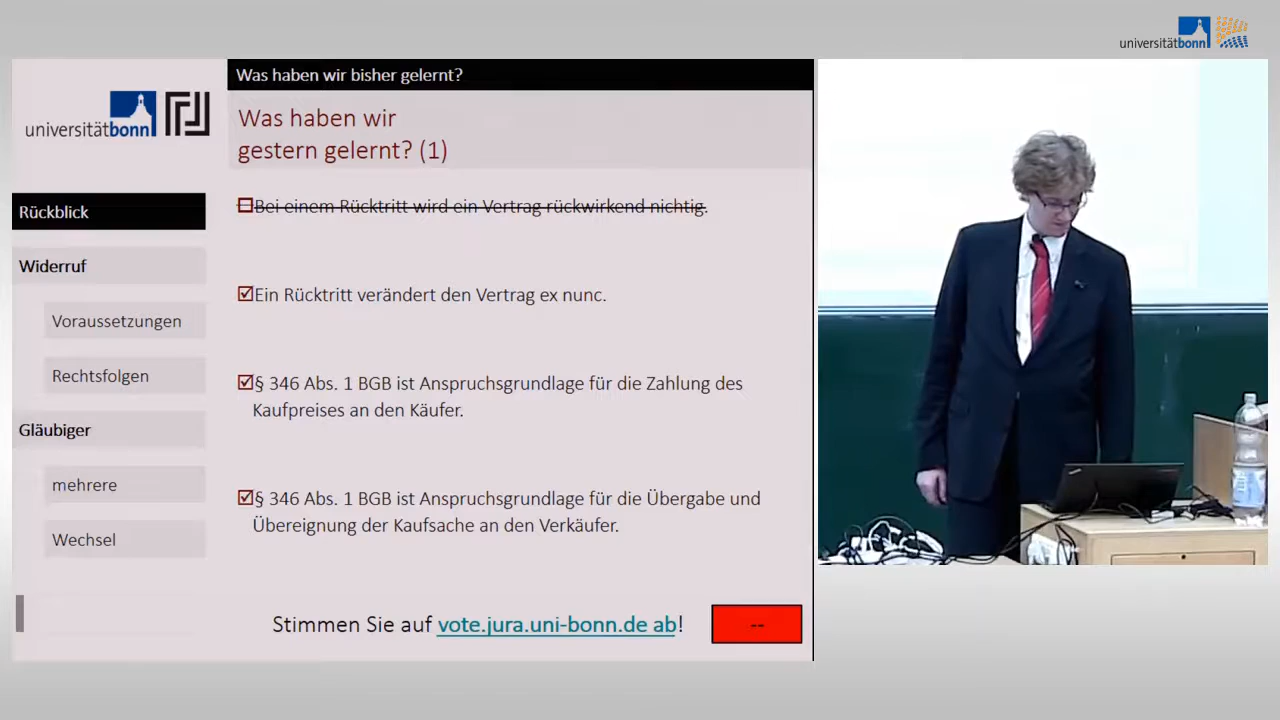 universitätbonn
Was haben wir bisher gelernt?
universitätbonn
Was haben wir
gestern gelernt? (1)
Rückblick
Widerruf
Voraussetzungen
Rechtsfolgen
Gläubiger
mehrere
Wechsel
Bei einem Rücktritt wird ein Vertrag rückwirkend nichtig.
Ein Rücktritt verändert den Vertrag ex nunc.
§ 346 Abs. 1 BGB ist Anspruchsgrundlage für die Zahlung des
Kaufpreises an den Käufer.
§ 346 Abs. 1 BGB ist Anspruchsgrundlage für die Übergabe und
Übereignung der Kaufsache an den Verkäufer.
Stimmen Sie auf vote.jura.uni-bonn.de ab!
--